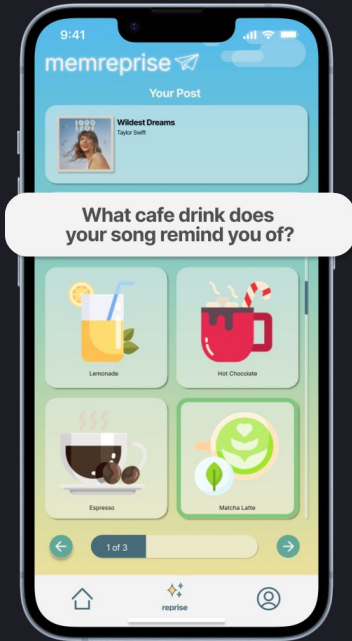 9:41
memreprise
Your Post
1989
Wildest Dreams
Taylor Swift
What cafe drink does
your song remind you of?
Lemonade
Hot Chocolate
Espresso
Matcha Latte
1 of 3
reprise